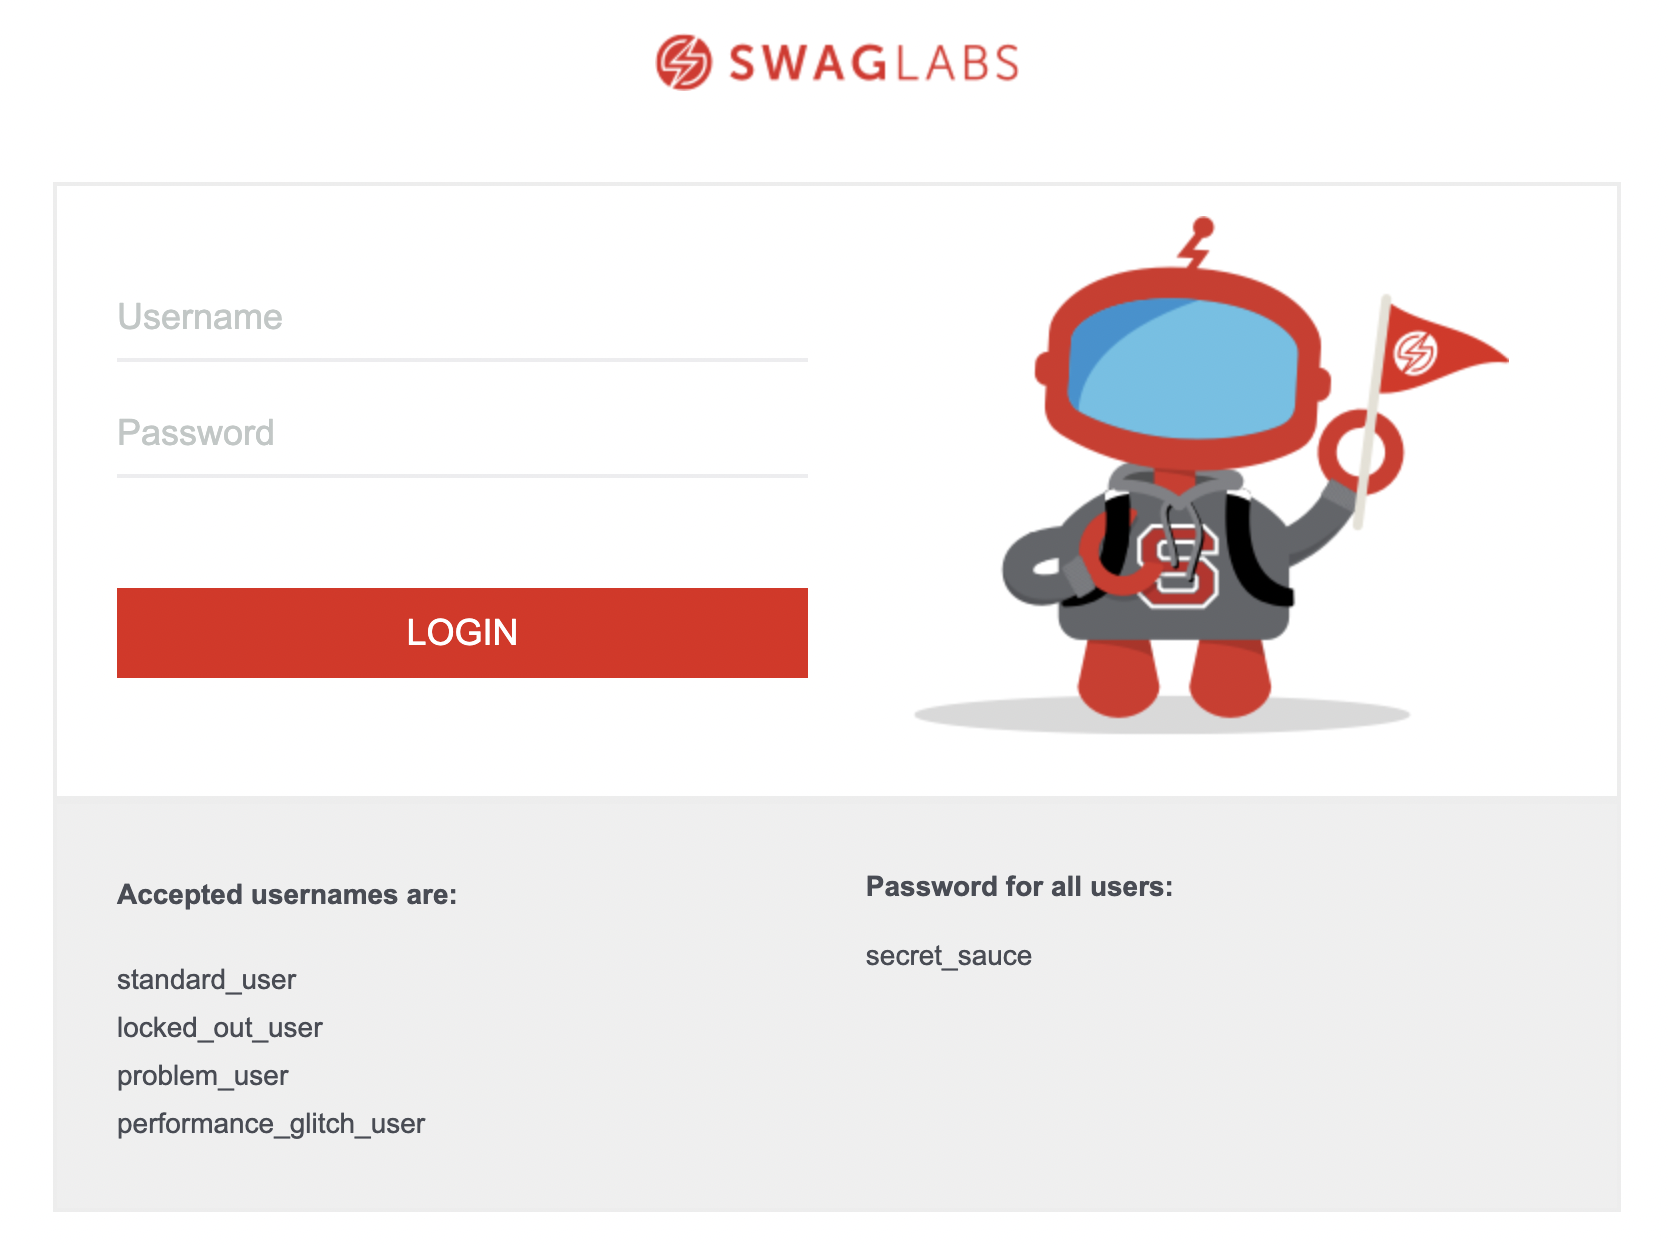 SWAGLABS
Username
Password
LOGIN
S
Accepted usernames are:
standard_user
locked_out_user
problem_user
performance_glitch_user
Password for all users:
secret_sauce